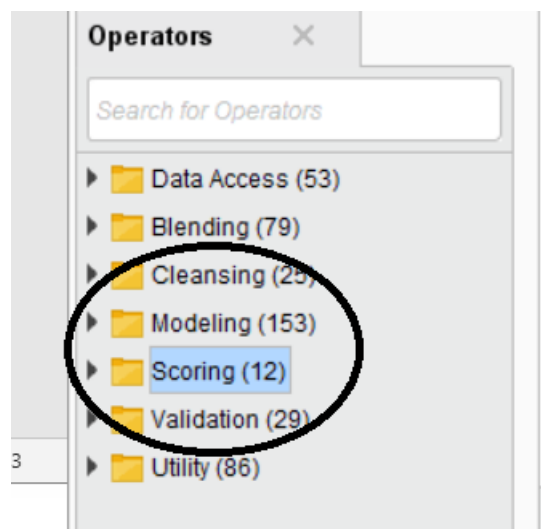 Operators
Search for Operators
Data Access (53)
Blending (79)
Cleansing (25)
Modeling (153)
Scoring (12)
Validation (29)
3
Utility (86)